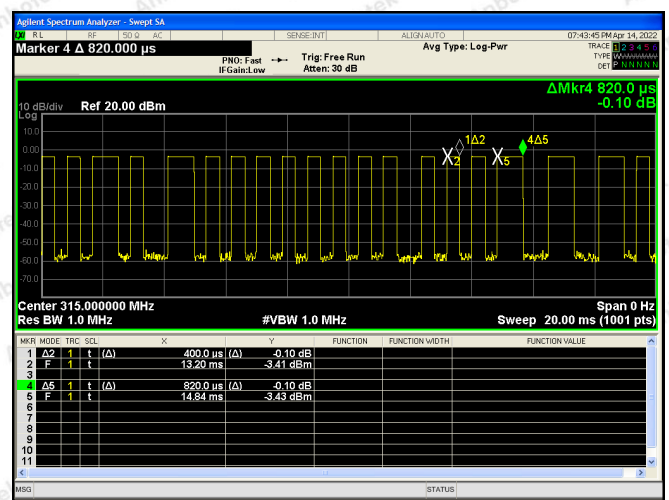 Agilent Spectrum Analyzer - Swept SA
LXI RL RF 50 Ω AC SENSE:INT ALIGN AUTO 07:43:45 PM Apr 14, 2022
Marker 4 Δ 820.000 µs Avg Type: Log-Pwr TRACE 1 2 3 4 5 6
PNO: Fast Trig: Free Run TYPE
IFGain:Low Atten: 30 dB DET P N N N N N
ΔMkr4 820.0 µs
10 dB/div Ref 20.00 dBm -0.10 dB
Log
10.0
0.00
-10.0
-20.0
-30.0
-40.0
-50.0
-60.0
-70.0
1Δ2 4Δ5
2 5
Center 315.000000 MHz Span 0 Hz
Res BW 1.0 MHz #VBW 1.0 MHz Sweep 20.00 ms (1001 pts)
MKR MODE TRC SCL X Y FUNCTION FUNCTION WIDTH FUNCTION VALUE
1 Δ2 1 t (Δ) 400.0 µs (Δ) -0.10 dB
2 F 1 t 13.20 ms -3.41 dBm
3
4 Δ5 1 t (Δ) 820.0 µs (Δ) -0.10 dB
5 F 1 t 14.84 ms -3.43 dBm
6
7
8
9
10
11
MSG STATUS